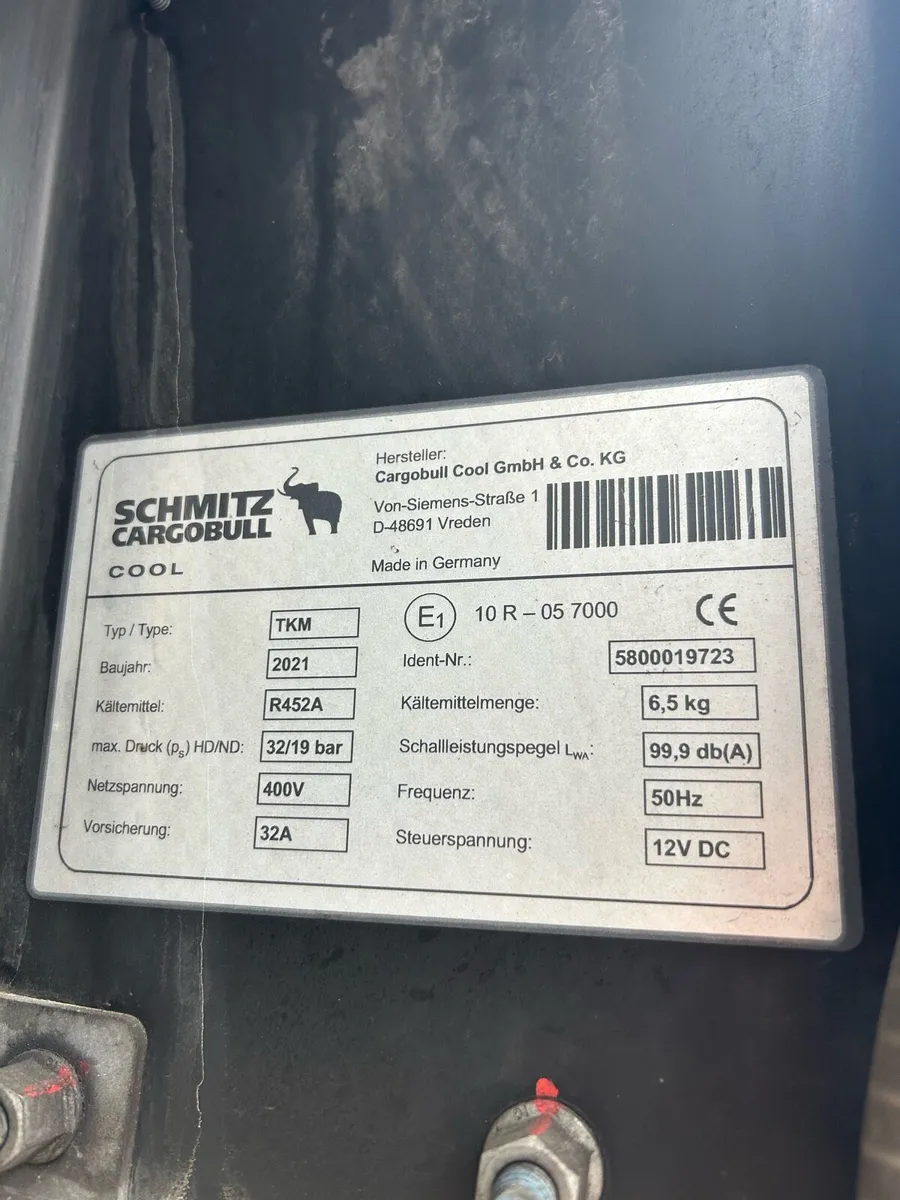 SCHMITZ
CARGOBULL
COOL
Hersteller:
Cargobull Cool GmbH & Co. KG
Von-Siemens-Straße 1
D-48691 Vreden
Made in Germany
Typ / Type: TKM
Baujahr: 2021
Kältemittel: R452A
max. Druck (ps) HD/ND: 32/19 bar
Netzspannung: 400V
Vorsicherung: 32A
E1 10 R – 05 7000 CE
Ident-Nr.: 5800019723
Kältemittelmenge: 6,5 kg
Schallleistungspegel LWA: 99,9 db(A)
Frequenz: 50Hz
Steuerspannung: 12V DC